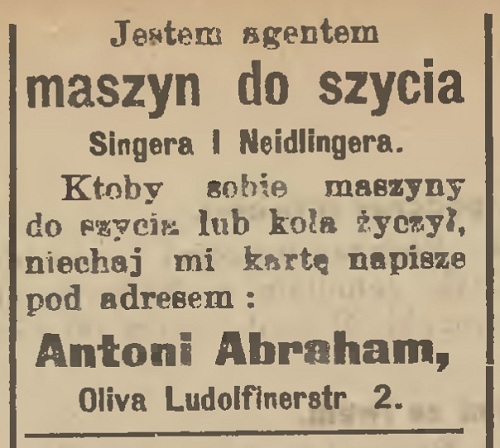 Jestem agentem
maszyn do szycia
Singera i Neidlingera.
Ktoby sobie maszyny
do szycia lub koła życzył,
niechaj mi kartę napisze
pod adresem :
Antoni Abraham,
Oliva Ludolfinerstr 2.